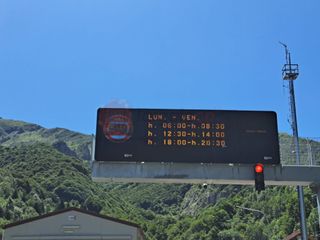 LUN. - VEN.
h. 06:00-h.08:30
h. 12:30-h.14:00
h. 18:00-h.20:30